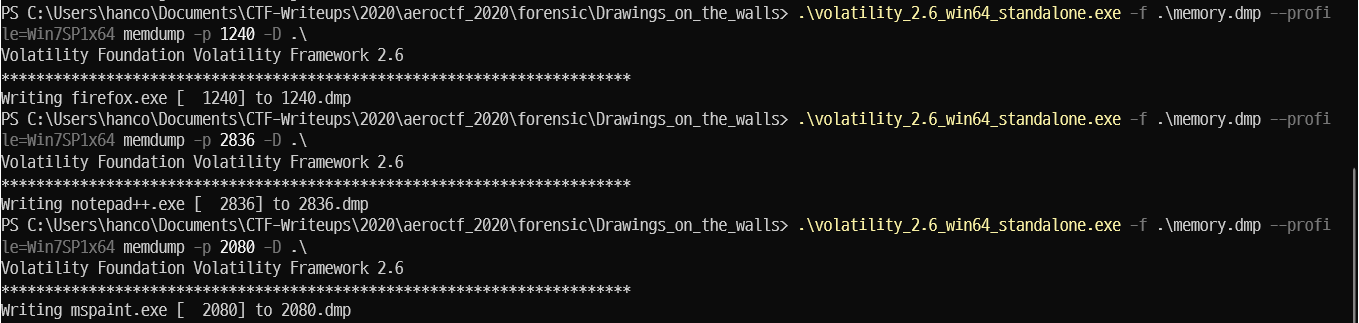 PS C:\Users\hanco\Documents\CTF-Writeups\2020\aeroctf_2020\forensic\Drawings_on_the_walls> .\volatility_2.6_win64_standalone.exe -f .\memory.dmp --profi
le=Win7SP1x64 memdump -p 1240 -D .\
Volatility Foundation Volatility Framework 2.6
************************************************************************
Writing firefox.exe [  1240] to 1240.dmp
PS C:\Users\hanco\Documents\CTF-Writeups\2020\aeroctf_2020\forensic\Drawings_on_the_walls> .\volatility_2.6_win64_standalone.exe -f .\memory.dmp --profi
le=Win7SP1x64 memdump -p 2836 -D .\
Volatility Foundation Volatility Framework 2.6
************************************************************************
Writing notepad++.exe [  2836] to 2836.dmp
PS C:\Users\hanco\Documents\CTF-Writeups\2020\aeroctf_2020\forensic\Drawings_on_the_walls> .\volatility_2.6_win64_standalone.exe -f .\memory.dmp --profi
le=Win7SP1x64 memdump -p 2080 -D .\
Volatility Foundation Volatility Framework 2.6
************************************************************************
Writing mspaint.exe [  2080] to 2080.dmp